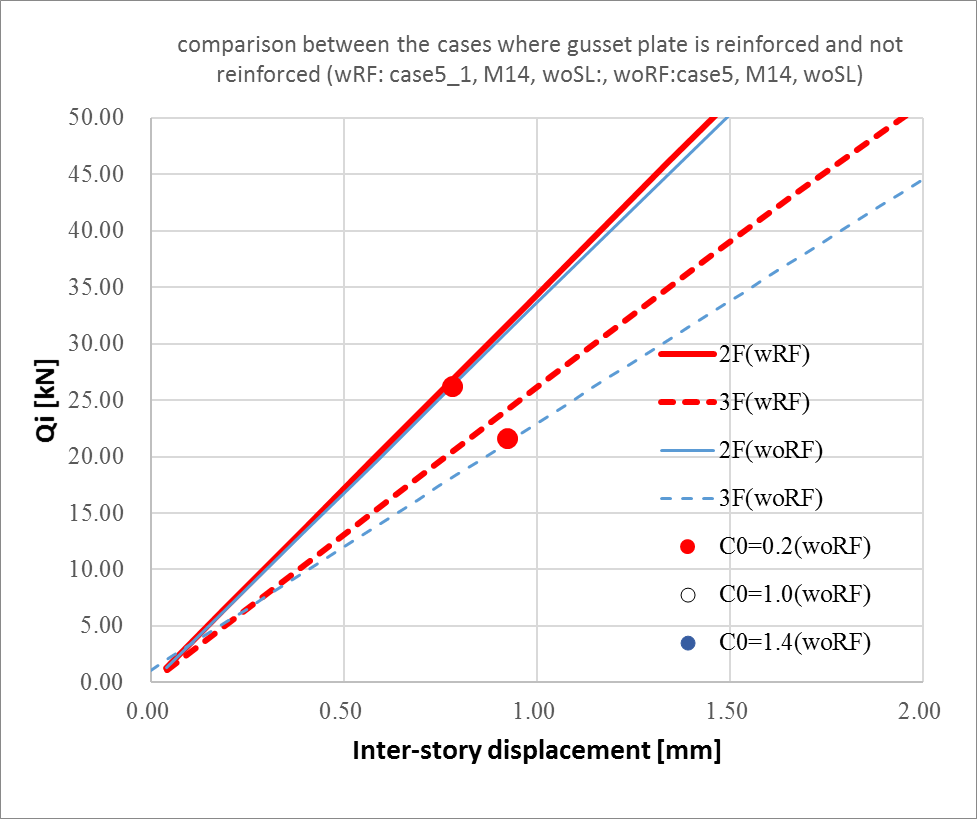 comparison between the cases where gusset plate is reinforced and not
reinforced (wRF: case5_1, M14, woSL:, woRF:case5, M14, woSL)
50.00
45.00
40.00
35.00
30.00
25.00
20.00
15.00
10.00
5.00
0.00
Qi [kN]
2F(wRF)
3F(wRF)
2F(woRF)
3F(woRF)
C0=0.2(woRF)
C0=1.0(woRF)
C0=1.4(woRF)
0.00 0.50 1.00 1.50 2.00
Inter-story displacement [mm]